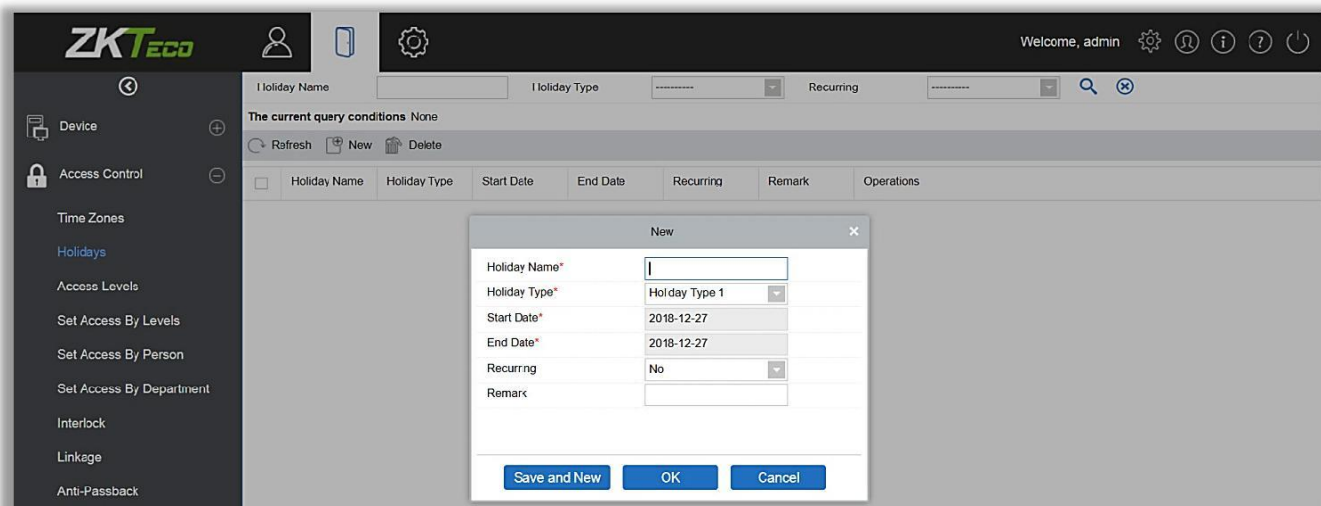 ZKTECO
Welcome, admin
Holiday Name Holiday Type ---------- Recurring ----------
The current query conditions None
Refresh New Delete
Holiday Name Holiday Type Start Date End Date Recurring Remark Operations
Device
Access Control
Time Zones
Holidays
Access Levels
Set Access By Levels
Set Access By Person
Set Access By Department
Interlock
Linkage
Anti-Passback
New
Holiday Name*
Holiday Type* Holiday Type 1
Start Date* 2018-12-27
End Date* 2018-12-27
Recurring No
Remark
Save and New OK Cancel